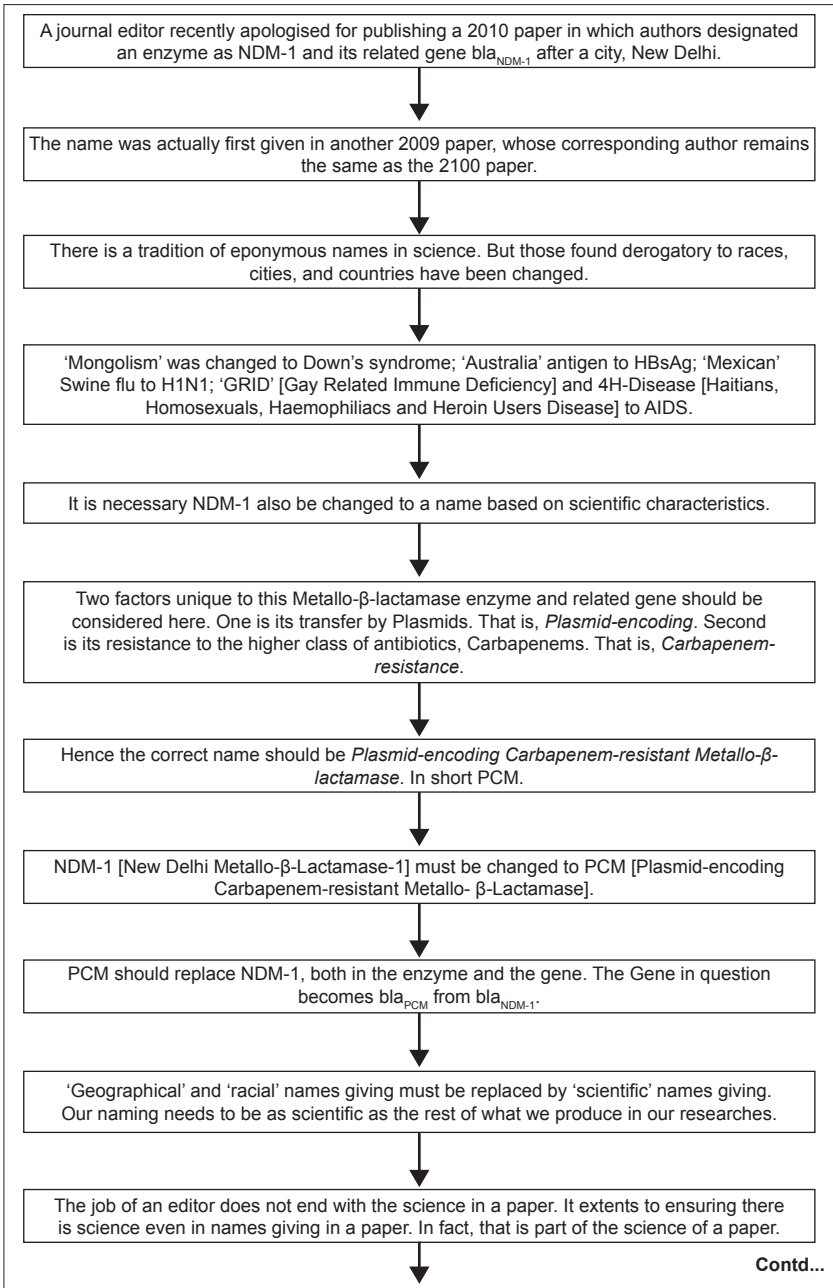 A journal editor recently apologised for publishing a 2010 paper in which authors designated
an enzyme as NDM-1 and its related gene bla NDM-1 after a city, New Delhi.
The name was actually first given in another 2009 paper, whose corresponding author remains
the same as the 2100 paper.
There is a tradition of eponymous names in science. But those found derogatory to races,
cities, and countries have been changed.
‘Mongolism’ was changed to Down’s syndrome; ‘Australia’ antigen to HBsAg; ‘Mexican’
Swine flu to H1N1; ‘GRID’ [Gay Related Immune Deficiency] and 4H-Disease [Haitians,
Homosexuals, Haemophiliacs and Heroin Users Disease] to AIDS.
It is necessary NDM-1 also be changed to a name based on scientific characteristics.
Two factors unique to this Metallo-β-lactamase enzyme and related gene should be
considered here. One is its transfer by Plasmids. That is, Plasmid-encoding. Second
is its resistance to the higher class of antibiotics, Carbapenems. That is, Carbapenem-
resistance.
Hence the correct name should be Plasmid-encoding Carbapenem-resistant Metallo-β-
lactamase. In short PCM.
NDM-1 [New Delhi Metallo-β-Lactamase-1] must be changed to PCM [Plasmid-encoding
Carbapenem-resistant Metallo- β-Lactamase].
PCM should replace NDM-1, both in the enzyme and the gene. The Gene in question
becomes bla PCM from bla NDM-1.
‘Geographical’ and ‘racial’ names giving must be replaced by ‘scientific’ names giving.
Our naming needs to be as scientific as the rest of what we produce in our researches.
The job of an editor does not end with the science in a paper. It extents to ensuring there
is science even in names giving in a paper. In fact, that is part of the science of a paper.
Contd...